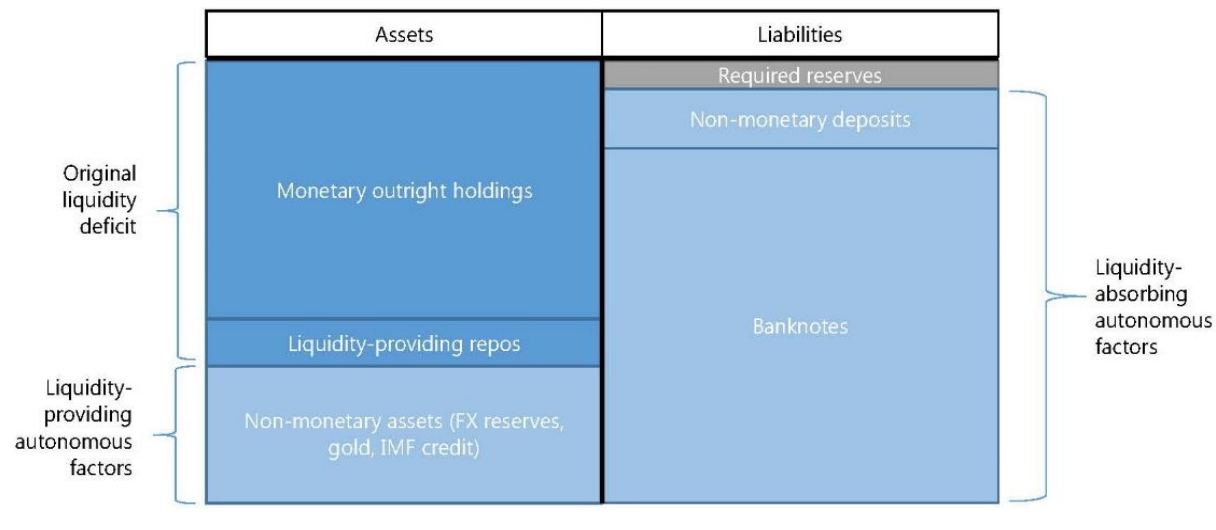 Assets
Liabilities
Required reserves
Non-monetary deposits
Original
liquidity
deficit
Monetary outright holdings
Liquidity-
absorbing
autonomous
factors
Banknotes
Liquidity-providing repos
Liquidity-
providing
autonomous
factors
Non-monetary assets (FX reserves,
gold, IMF credit)